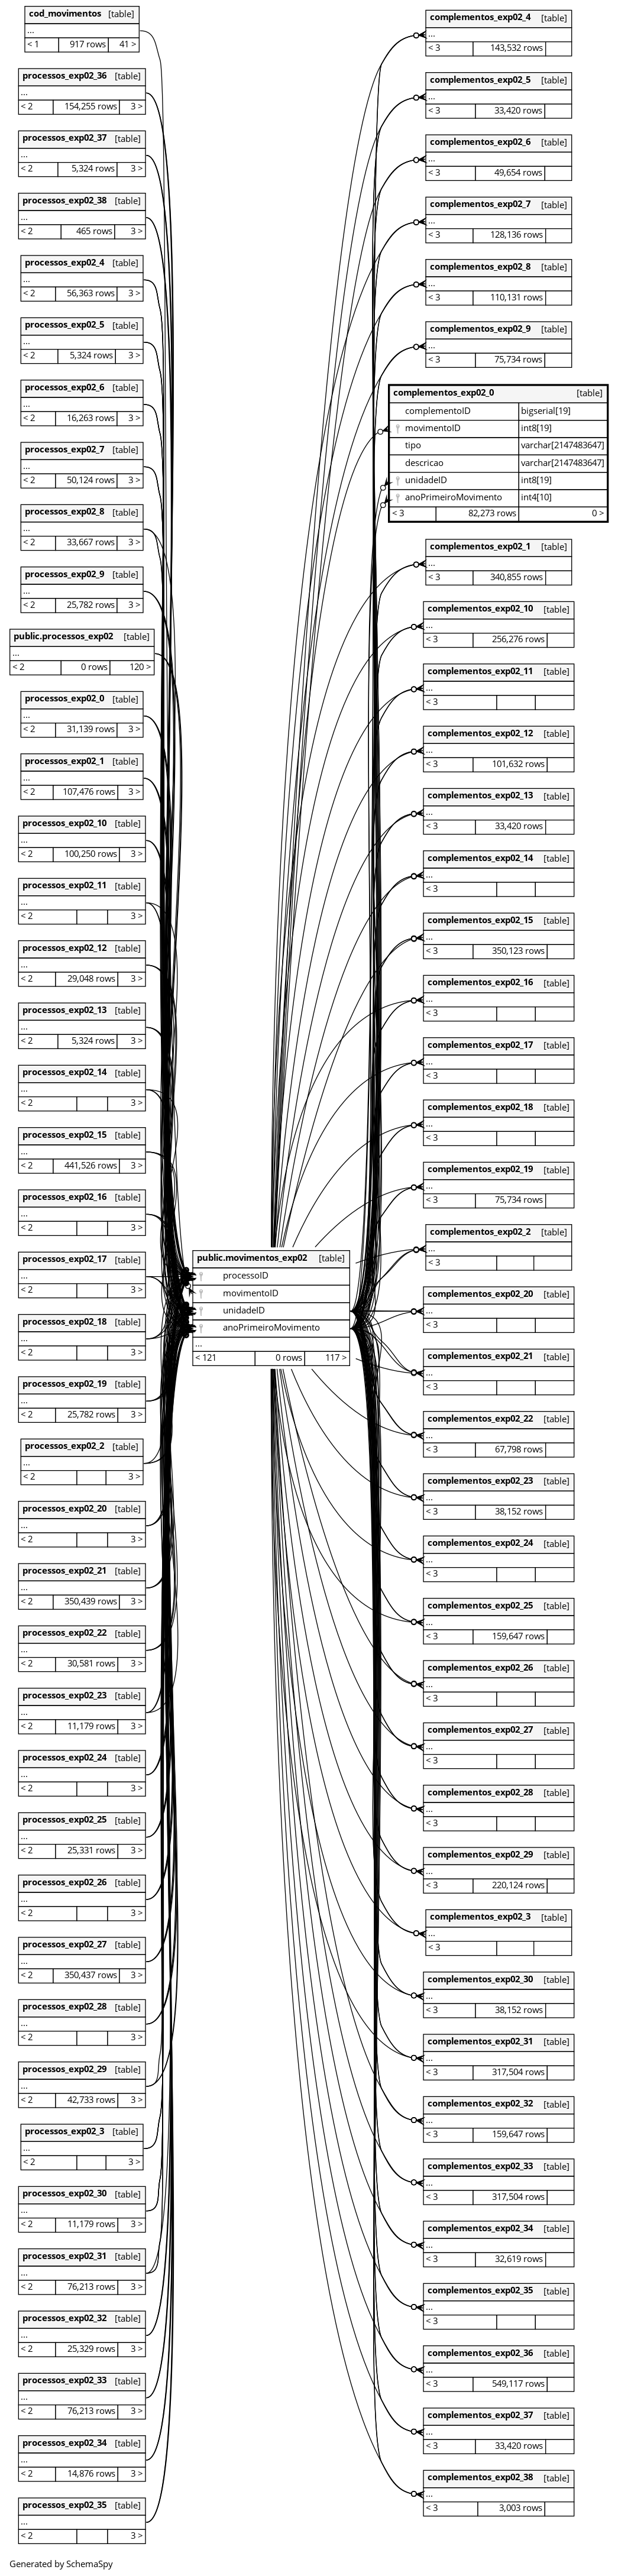 cod_movimentos [table]
...
< 1 917 rows 41 >
processos_exp02_36 [table]
...
< 2 154,255 rows 3 >
processos_exp02_37 [table]
...
< 2 5,324 rows 3 >
processos_exp02_38 [table]
...
< 2 465 rows 3 >
processos_exp02_4 [table]
...
< 2 56,363 rows 3 >
processos_exp02_5 [table]
...
< 2 5,324 rows 3 >
processos_exp02_6 [table]
...
< 2 16,263 rows 3 >
processos_exp02_7 [table]
...
< 2 50,124 rows 3 >
processos_exp02_8 [table]
...
< 2 33,667 rows 3 >
processos_exp02_9 [table]
...
< 2 25,782 rows 3 >
public.processos_exp02 [table]
...
< 2 0 rows 120 >
processos_exp02_0 [table]
...
< 2 31,139 rows 3 >
processos_exp02_1 [table]
...
< 2 107,476 rows 3 >
processos_exp02_10 [table]
...
< 2 100,250 rows 3 >
processos_exp02_11 [table]
...
< 2 3 >
processos_exp02_12 [table]
...
< 2 29,048 rows 3 >
processos_exp02_13 [table]
...
< 2 5,324 rows 3 >
processos_exp02_14 [table]
...
< 2 3 >
processos_exp02_15 [table]
...
< 2 441,526 rows 3 >
processos_exp02_16 [table]
...
< 2 3 >
processos_exp02_17 [table]
...
< 2 3 >
processos_exp02_18 [table]
...
< 2 3 >
processos_exp02_19 [table]
...
< 2 25,782 rows 3 >
processos_exp02_2 [table]
...
< 2 3 >
processos_exp02_20 [table]
...
< 2 3 >
processos_exp02_21 [table]
...
< 2 350,439 rows 3 >
processos_exp02_22 [table]
...
< 2 30,581 rows 3 >
processos_exp02_23 [table]
...
< 2 11,179 rows 3 >
processos_exp02_24 [table]
...
< 2 3 >
processos_exp02_25 [table]
...
< 2 25,331 rows 3 >
processos_exp02_26 [table]
...
< 2 3 >
processos_exp02_27 [table]
...
< 2 350,437 rows 3 >
processos_exp02_28 [table]
...
< 2 3 >
processos_exp02_29 [table]
...
< 2 42,733 rows 3 >
processos_exp02_3 [table]
...
< 2 3 >
processos_exp02_30 [table]
...
< 2 11,179 rows 3 >
processos_exp02_31 [table]
...
< 2 76,213 rows 3 >
processos_exp02_32 [table]
...
< 2 25,329 rows 3 >
processos_exp02_33 [table]
...
< 2 76,213 rows 3 >
processos_exp02_34 [table]
...
< 2 14,876 rows 3 >
processos_exp02_35 [table]
...
< 2 3 >
public.movimentos_exp02 [table]
processoID
movimentoID
unidadeID
anoPrimeiroMovimento
...
< 121 0 rows 117 >
complementos_exp02_4 [table]
...
< 3 143,532 rows
complementos_exp02_5 [table]
...
< 3 33,420 rows
complementos_exp02_6 [table]
...
< 3 49,654 rows
complementos_exp02_7 [table]
...
< 3 128,136 rows
complementos_exp02_8 [table]
...
< 3 110,131 rows
complementos_exp02_9 [table]
...
< 3 75,734 rows
complementos_exp02_0 [table]
complementoID bigserial[19]
movimentoID int8[19]
tipo varchar[2147483647]
descricao varchar[2147483647]
unidadeID int8[19]
anoPrimeiroMovimento int4[10]
< 3 82,273 rows 0 >
complementos_exp02_1 [table]
...
< 3 340,855 rows
complementos_exp02_10 [table]
...
< 3 256,276 rows
complementos_exp02_11 [table]
...
< 3
complementos_exp02_12 [table]
...
< 3 101,632 rows
complementos_exp02_13 [table]
...
< 3 33,420 rows
complementos_exp02_14 [table]
...
< 3
complementos_exp02_15 [table]
...
< 3 350,123 rows
complementos_exp02_16 [table]
...
< 3
complementos_exp02_17 [table]
...
< 3
complementos_exp02_18 [table]
...
< 3
complementos_exp02_19 [table]
...
< 3 75,734 rows
complementos_exp02_2 [table]
...
< 3
complementos_exp02_20 [table]
...
< 3
complementos_exp02_21 [table]
...
< 3
complementos_exp02_22 [table]
...
< 3 67,798 rows
complementos_exp02_23 [table]
...
< 3 38,152 rows
complementos_exp02_24 [table]
...
< 3
complementos_exp02_25 [table]
...
< 3 159,647 rows
complementos_exp02_26 [table]
...
< 3
complementos_exp02_27 [table]
...
< 3
complementos_exp02_28 [table]
...
< 3
complementos_exp02_29 [table]
...
< 3 220,124 rows
complementos_exp02_3 [table]
...
< 3
complementos_exp02_30 [table]
...
< 3 38,152 rows
complementos_exp02_31 [table]
...
< 3 317,504 rows
complementos_exp02_32 [table]
...
< 3 159,647 rows
complementos_exp02_33 [table]
...
< 3 317,504 rows
complementos_exp02_34 [table]
...
< 3 32,619 rows
complementos_exp02_35 [table]
...
< 3
complementos_exp02_36 [table]
...
< 3 549,117 rows
complementos_exp02_37 [table]
...
< 3 33,420 rows
complementos_exp02_38 [table]
...
< 3 3,003 rows
Generated by SchemaSpy